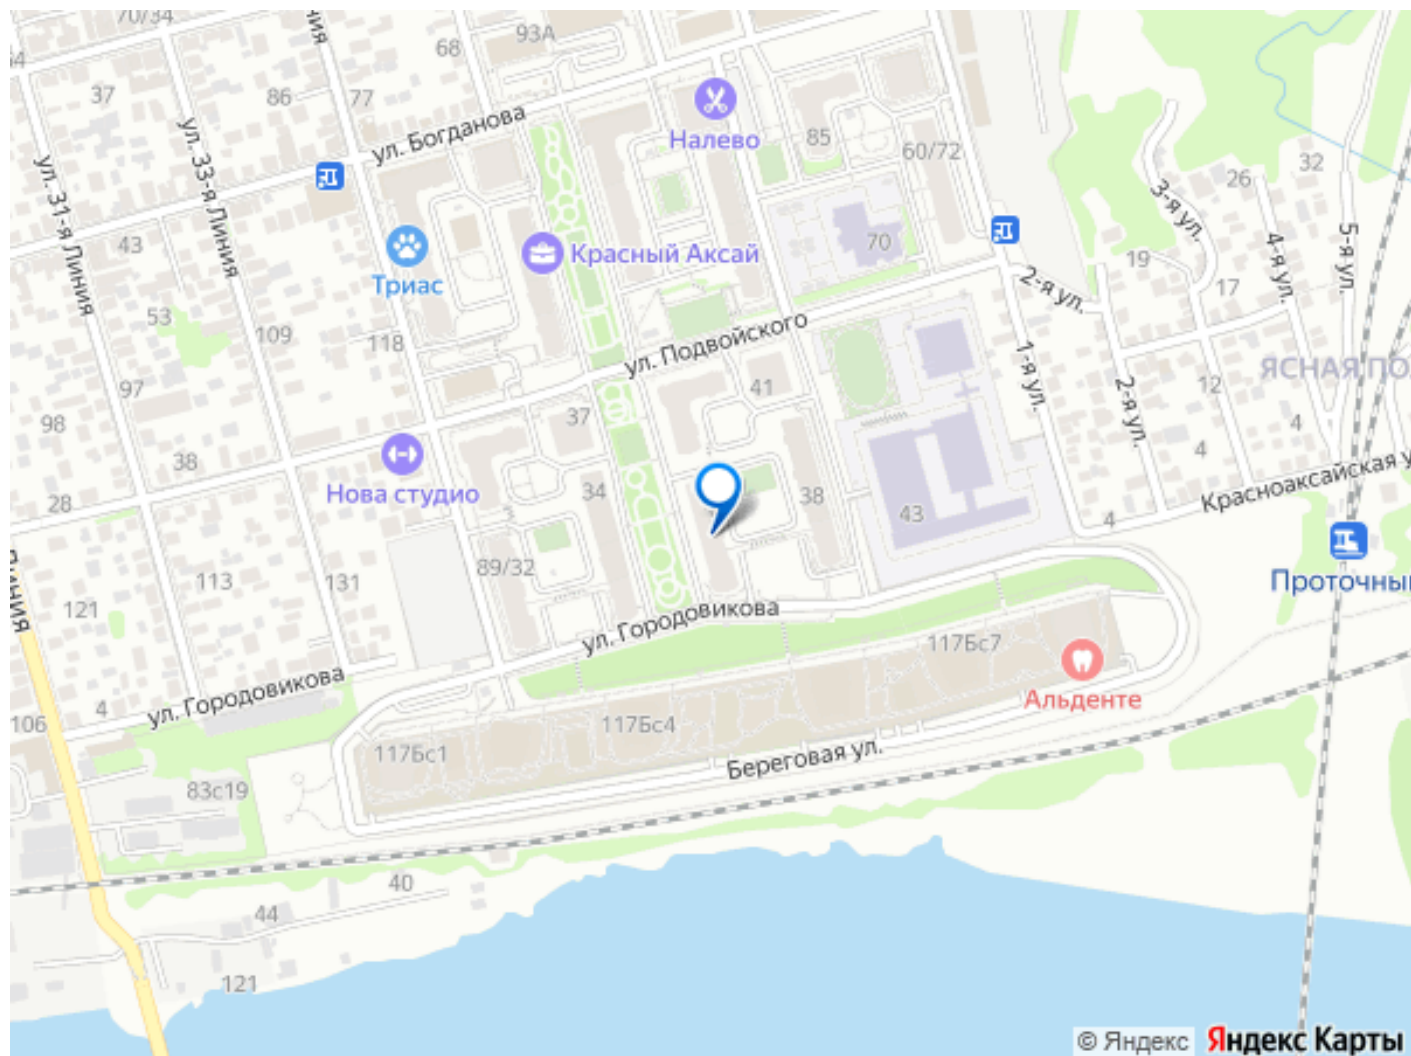 70/34
93А
68
37
86
77
ул. Богданова
Налево
85
60/72
32
26
3-я ул.
ул. 31-я Линия
ул. 33-я Линия
43
Красный Аксай
Триас
70
19
2-я ул.
4-я ул.
5-я ул.
17
53
109
118
ул. Подвойского
1-я ул.
ЯСНАЯ ПО
97
41
12
2-я ул.
98
37
4
38
4
Нова студио
34
38
28
43
4
Красноаксайская у
89/32
Проточны
113
131
121
ул. Городовикова
117Бс7
Альденте
ул. Городовикова
4
106
117Бс4
117Бс1
Береговая ул.
83с19
40
44
121
© Яндекс Яндекс Карты